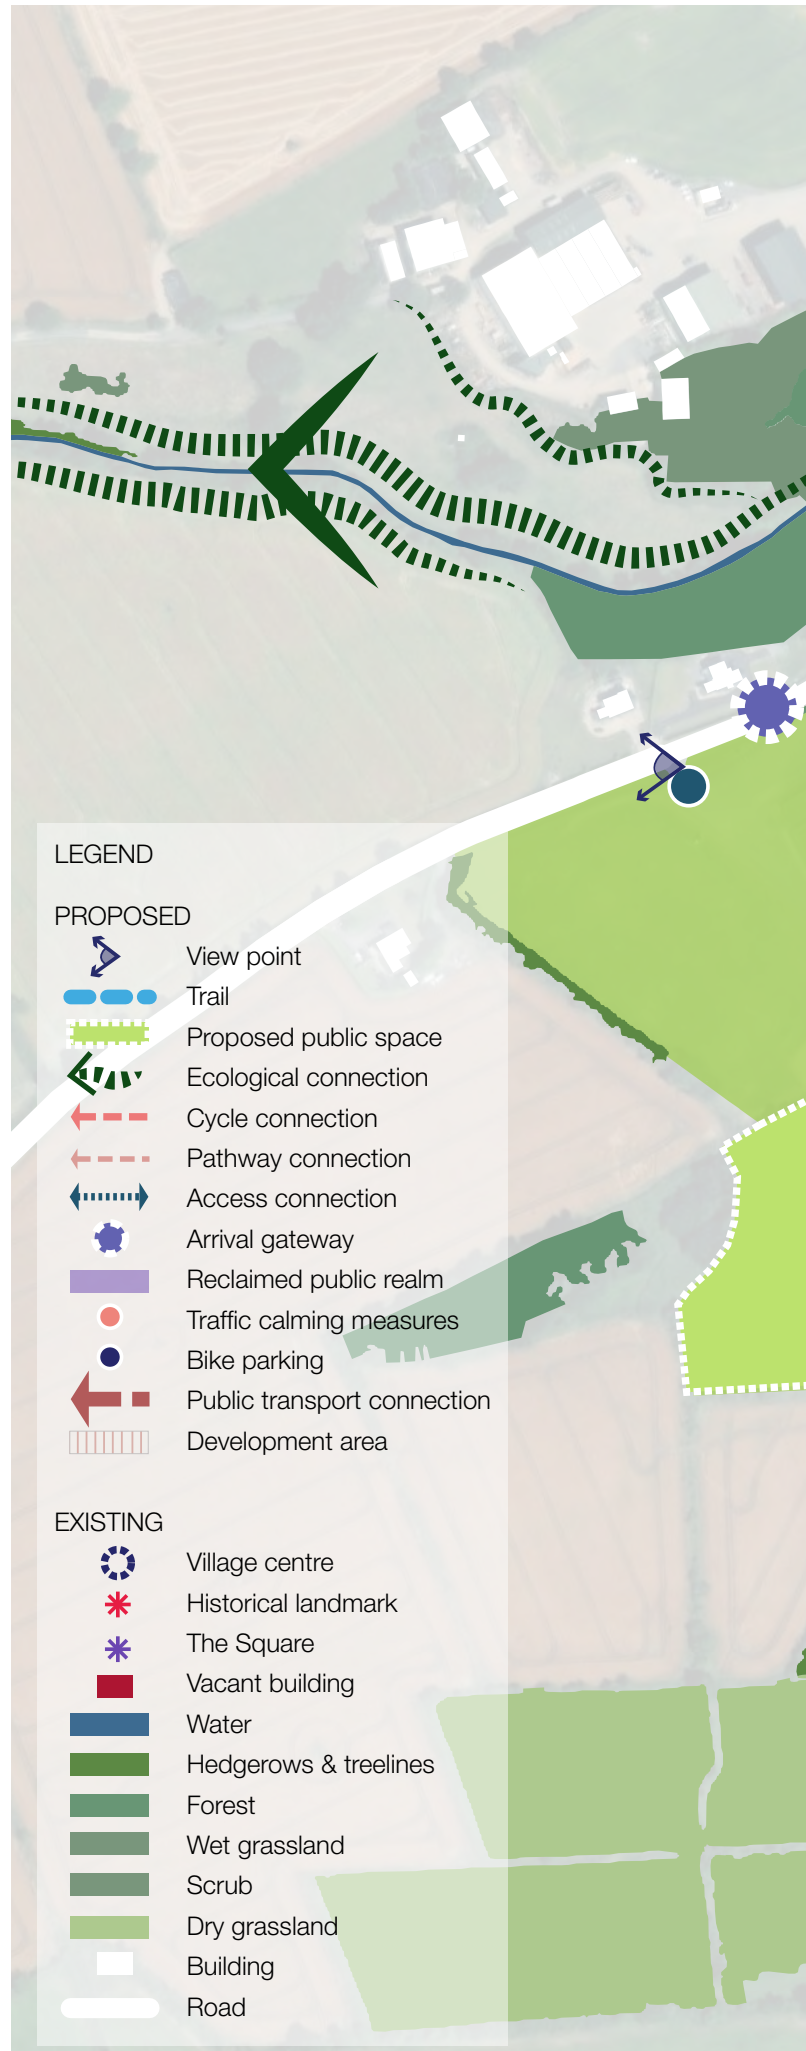 LEGEND
PROPOSED
View point
Trail
Proposed public space
Ecological connection
Cycle connection
Pathway connection
Access connection
Arrival gateway
Reclaimed public realm
Traffic calming measures
Bike parking
Public transport connection
Development area
EXISTING
Village centre
Historical landmark
The Square
Vacant building
Water
Hedgerows & treelines
Forest
Wet grassland
Scrub
Dry grassland
Building
Road